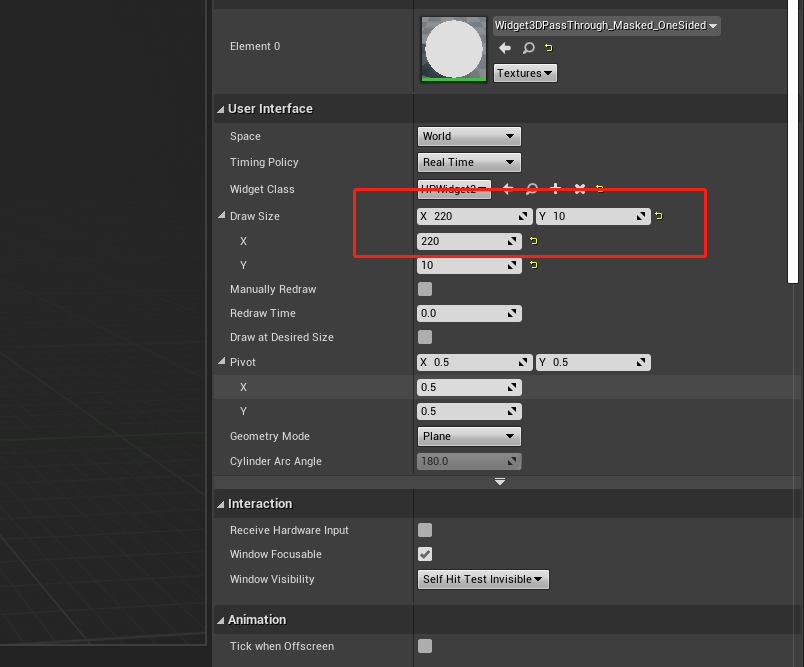 Widget3DPassThrough_Masked_OneSided
Element 0
Textures
User Interface
Space World
Timing Policy Real Time
Widget Class HPWidget2
Draw Size X 220 Y 10
X 220
Y 10
Manually Redraw
Redraw Time 0.0
Draw at Desired Size
Pivot X 0.5 Y 0.5
X 0.5
Y 0.5
Geometry Mode Plane
Cylinder Arc Angle 180.0
Interaction
Receive Hardware Input
Window Focusable
Window Visibility Self Hit Test Invisible
Animation
Tick when Offscreen